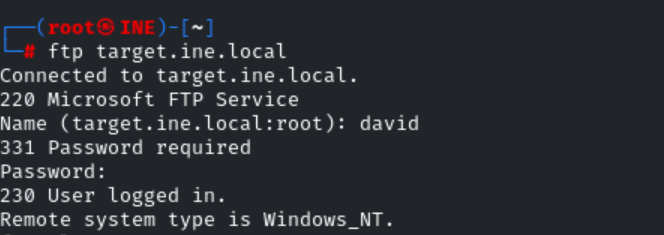 ┌──(root㉿INE)-[~]
└─# ftp target.ine.local
Connected to target.ine.local.
220 Microsoft FTP Service
Name (target.ine.local:root): david
331 Password required
Password:
230 User logged in.
Remote system type is Windows_NT.